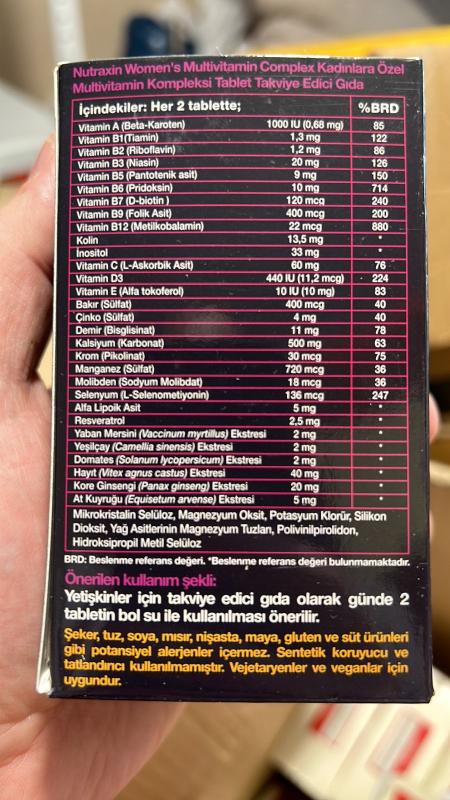 Nutraxin Women's Multivitamin Complex Kadınlara Özel
Multivitamin Kompleksi Tablet Takviye Edici Gıda
İçindekiler: Her 2 tablette; %BRD
Vitamin A (Beta-Karoten) 1000 IU (0,68 mg) 85
Vitamin B1(Tiamin) 1,3 mg 122
Vitamin B2 (Riboflavin) 1,2 mg 86
Vitamin B3 (Niasin) 20 mg 126
Vitamin B5 (Pantotenik asit) 9 mg 150
Vitamin B6 (Pridoksin) 10 mg 714
Vitamin B7 (D-biotin ) 120 mcg 240
Vitamin B9 (Folik Asit) 400 mcg 200
Vitamin B12 (Metilkobalamin) 22 mcg 880
Kolin 13,5 mg *
İnositol 33 mg *
Vitamin C (L-Askorbik Asit) 60 mg 76
Vitamin D3 440 IU (11,2 mcg) 224
Vitamin E (Alfa tokoferol) 10 IU (10 mg) 83
Bakır (Sülfat) 400 mcg 40
Çinko (Sülfat) 4 mg 40
Demir (Bisglisinat) 11 mg 78
Kalsiyum (Karbonat) 500 mg 63
Krom (Pikolinat) 30 mcg 75
Manganez (Sülfat) 720 mcg 36
Molibden (Sodyum Molibdat) 18 mcg 36
Selenyum (L-Selenometiyonin) 136 mcg 247
Alfa Lipoik Asit 5 mg *
Resveratrol 2,5 mg *
Yaban Mersini (Vaccinum myrtillus) Ekstresi 2 mg *
Yeşilçay (Camellia sinensis) Ekstresi 2 mg *
Domates (Solanum lycopersicum) Ekstresi 2 mg *
Hayıt (Vitex agnus castus) Ekstresi 40 mg *
Kore Ginsengi (Panax ginseng) Ekstresi 20 mg *
At Kuyruğu (Equisetum arvense) Ekstresi 5 mg *
Mikrokristalin Selüloz, Magnezyum Oksit, Potasyum Klorür, Silikon
Dioksit, Yağ Asitlerinin Magnezyum Tuzları, Polivinilpirolidon,
Hidroksipropil Metil Selüloz
BRD: Beslenme referans değeri. *Beslenme referans değeri bulunmamaktadır.
Önerilen kullanım şekli:
Yetişkinler için takviye edici gıda olarak günde 2
tabletin bol su ile kullanılması önerilir.
Şeker, tuz, soya, mısır, nişasta, maya, gluten ve süt ürünleri
gibi potansiyel alerjenler içermez. Sentetik koruyucu ve
tatlandırıcı kullanılmamıştır. Vejetaryenler ve veganlar için
uygundur.